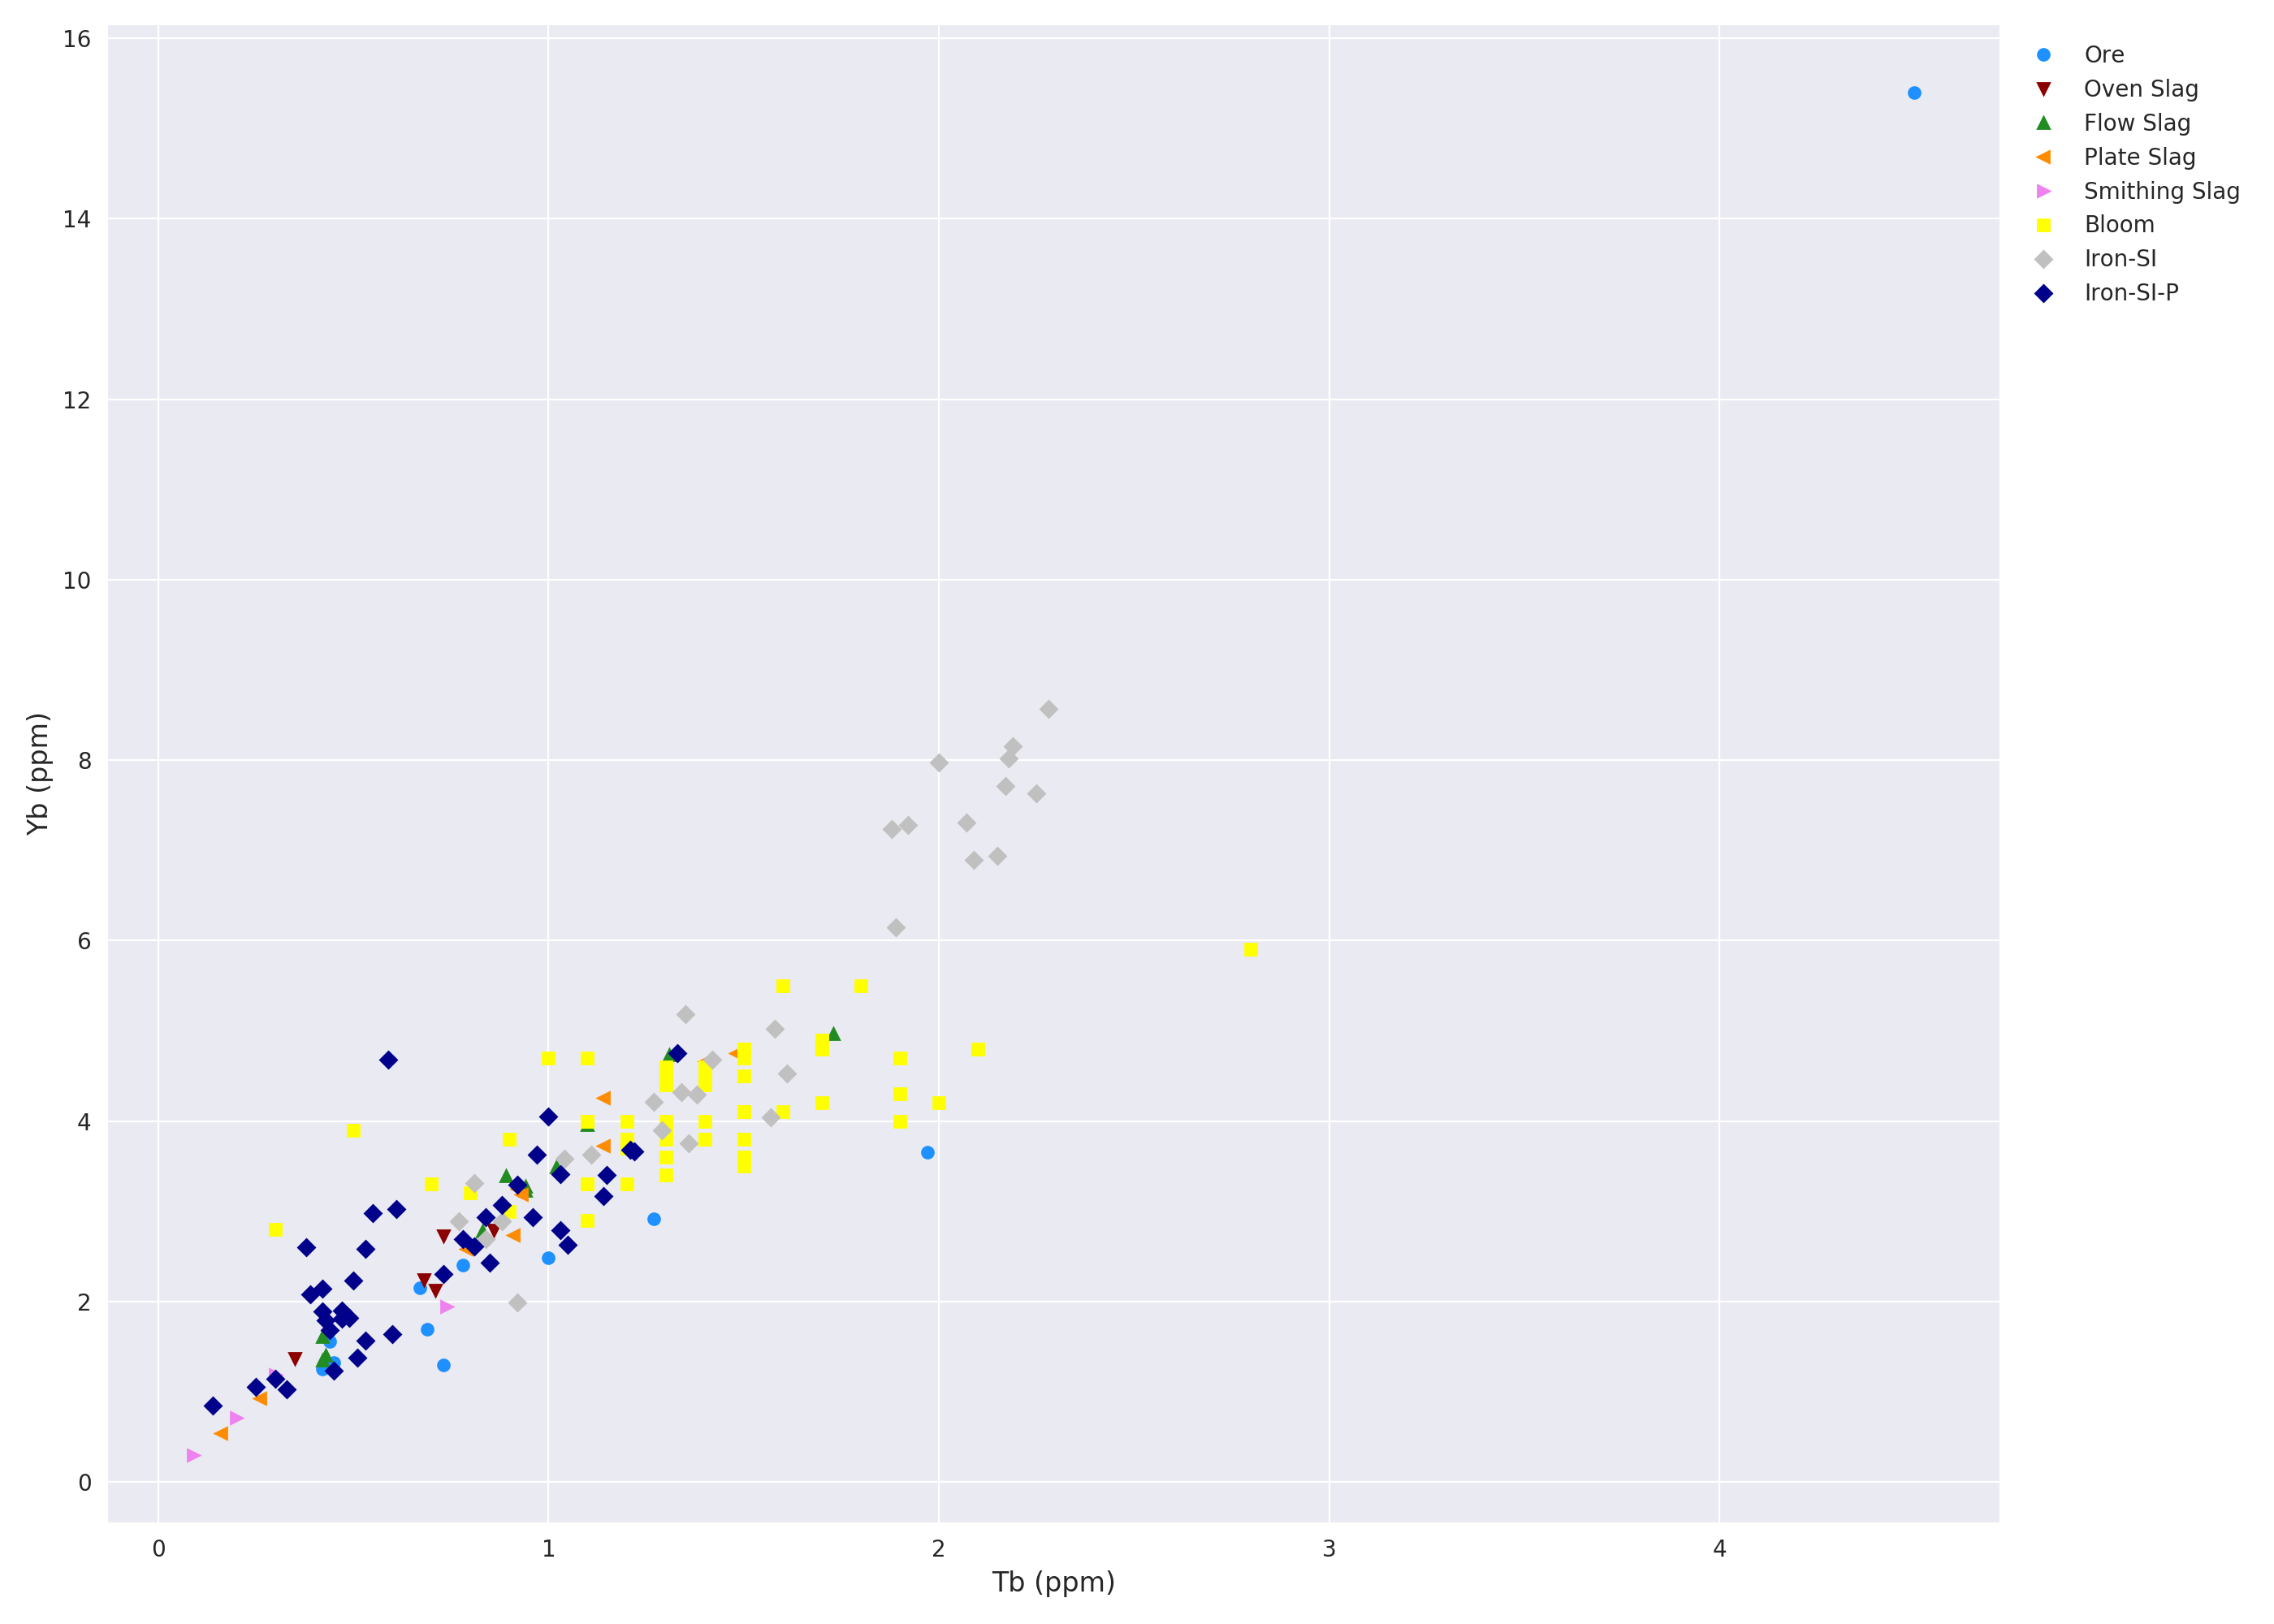 16
14
12
10
8
6
4
2
0
0 1 2 3 4
Yb (ppm)
Tb (ppm)
Ore
Oven Slag
Flow Slag
Plate Slag
Smithing Slag
Bloom
Iron-SI
Iron-SI-P